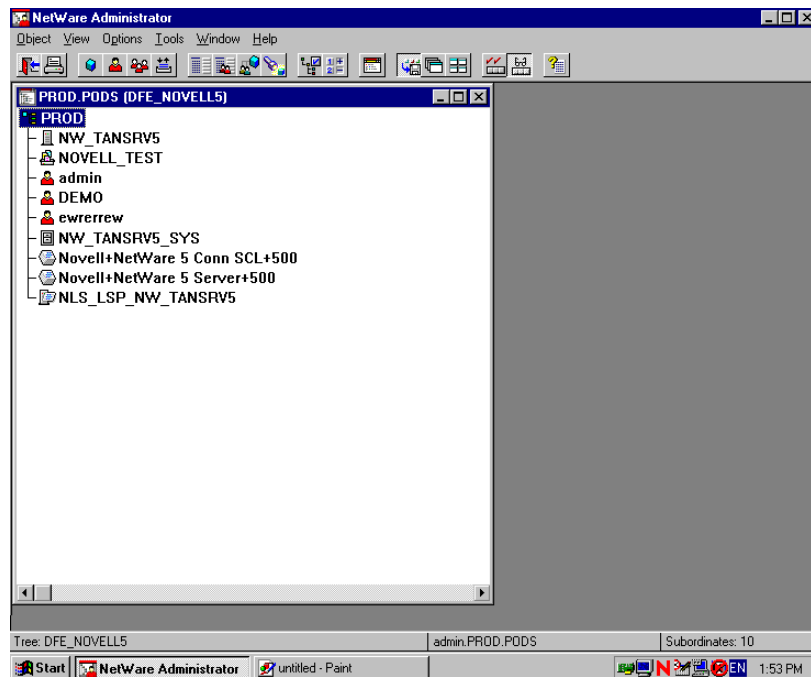 NetWare Administrator
Object View Options Tools Window Help
PROD.PODS (DFE_NOVELL5)
PROD
NW_TANSRV5
NOVELL_TEST
admin
DEMO
ewrerrew
NW_TANSRV5_SYS
Novell+NetWare 5 Conn SCL+500
Novell+NetWare 5 Server+500
NLS_LSP_NW_TANSRV5
Tree: DFE_NOVELL5 admin.PROD.PODS Subordinates: 10
Start NetWare Administrator untitled - Paint N EN 1:53 PM